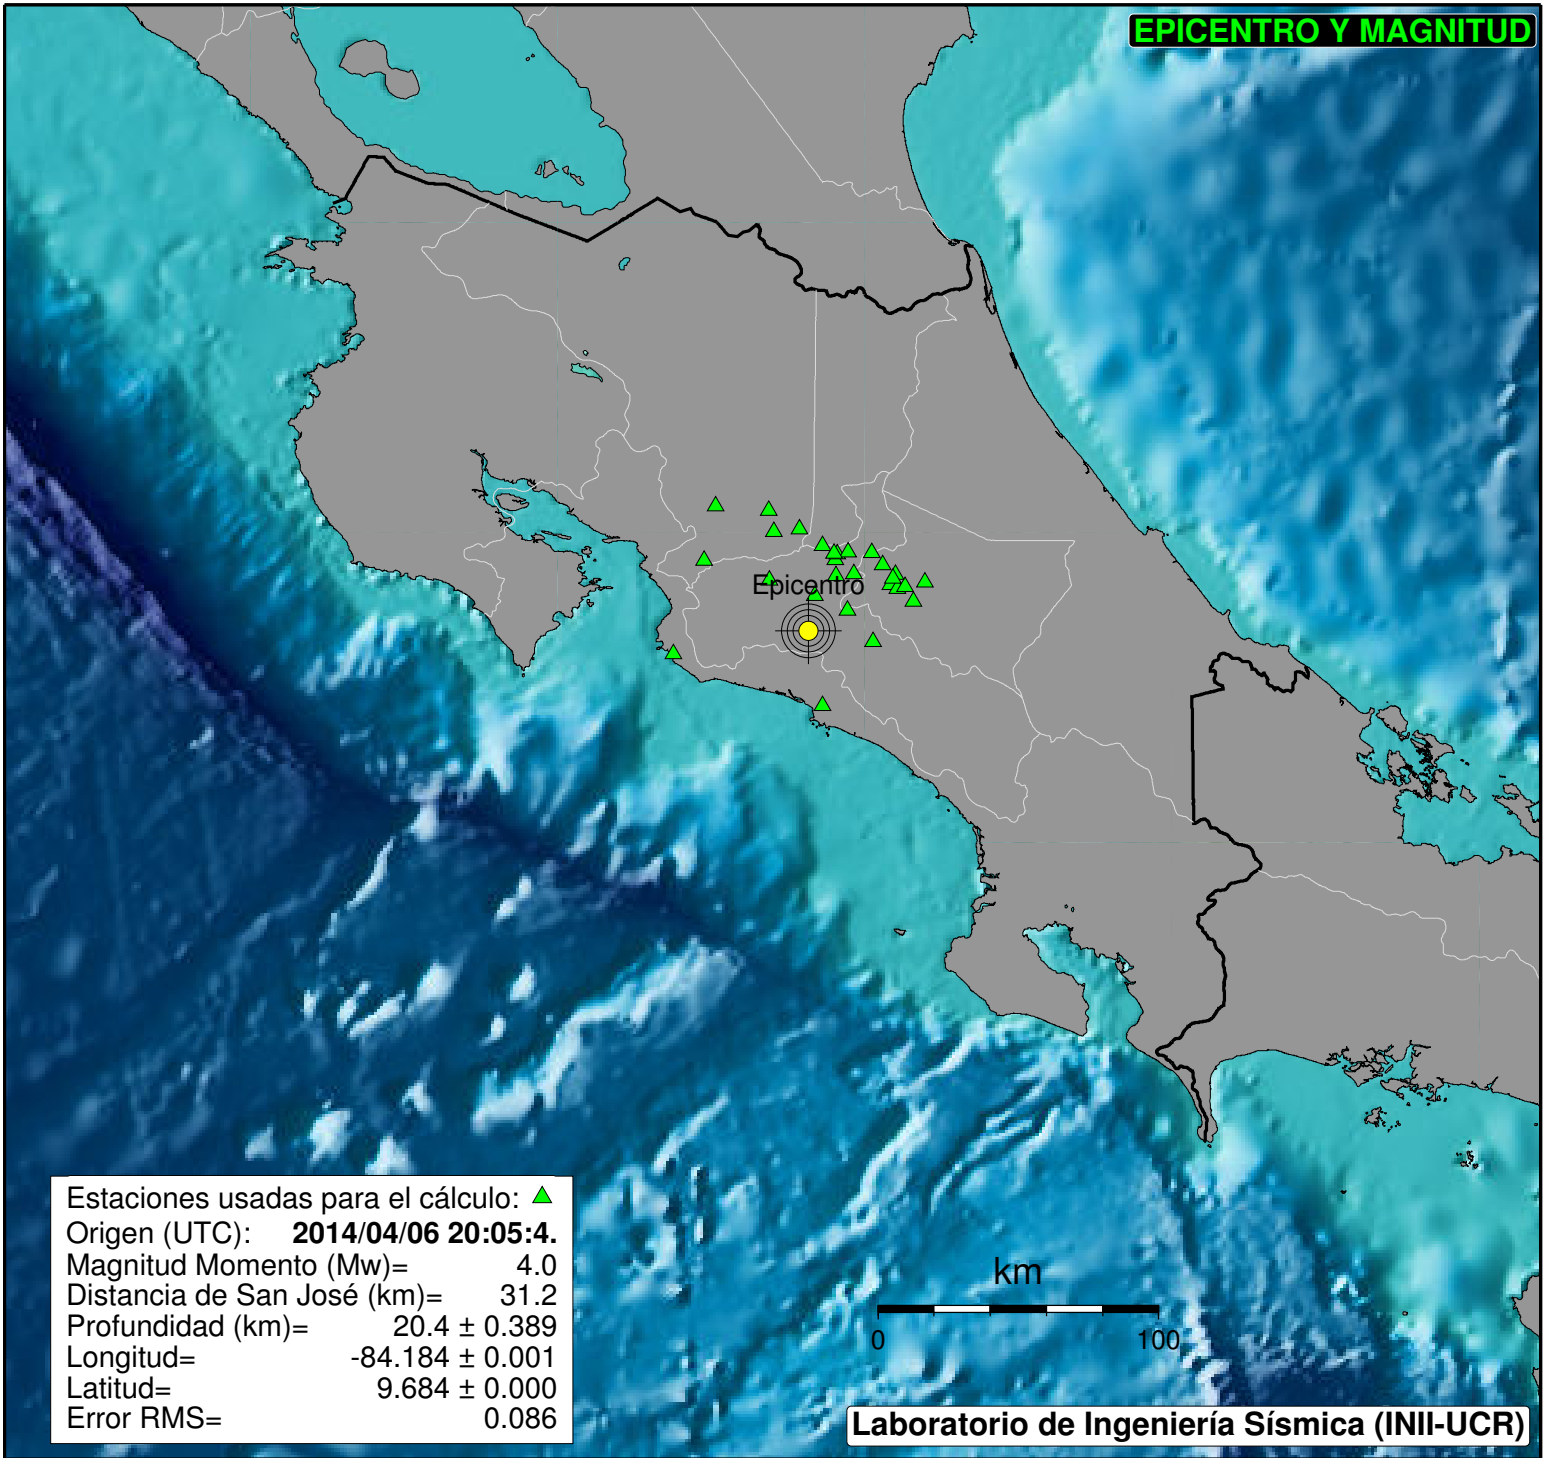 EPICENTRO Y MAGNITUD
Epicentro
Estaciones usadas para el cálculo:
Origen (UTC): 2014/04/06 20:05:4.
Magnitud Momento (Mw)= 4.0
Distancia de San José (km)= 31.2
Profundidad (km)= 20.4 ± 0.389
Longitud= -84.184 ± 0.001
Latitud= 9.684 ± 0.000
Error RMS= 0.086
km
0 100
Laboratorio de Ingeniería Sísmica (INII-UCR)